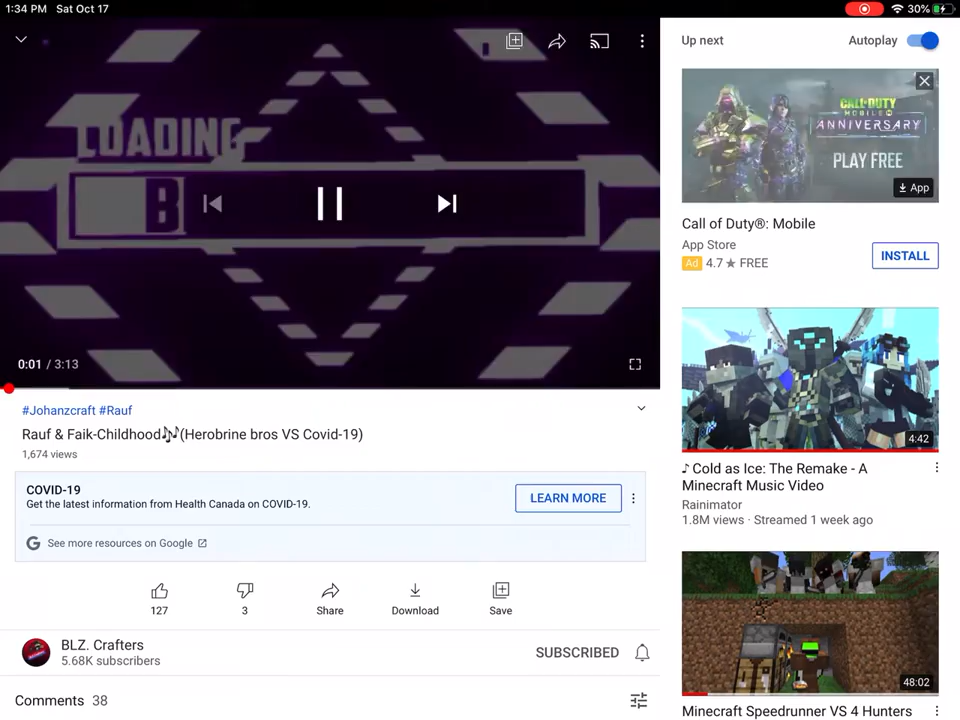 1:34 PM Sat Oct 17
30%
LOADING
B
0:01 / 3:13
#Johanzcraft #Rauf
Rauf & Faik-Childhood🎶(Herobrine bros VS Covid-19)
1,674 views
COVID-19
Get the latest information from Health Canada on COVID-19.
LEARN MORE
See more resources on Google
127
3
Share
Download
Save
BLZ. Crafters
5.68K subscribers
SUBSCRIBED
Comments 38
Up next
Autoplay
CALL OF DUTY
MOBILE
ANNIVERSARY
PLAY FREE
App
Call of Duty®: Mobile
App Store
Ad 4.7 ★ FREE
INSTALL
4:42
♪ Cold as Ice: The Remake - A
Minecraft Music Video
Rainimator
1.8M views · Streamed 1 week ago
48:02
Minecraft Speedrunner VS 4 Hunters